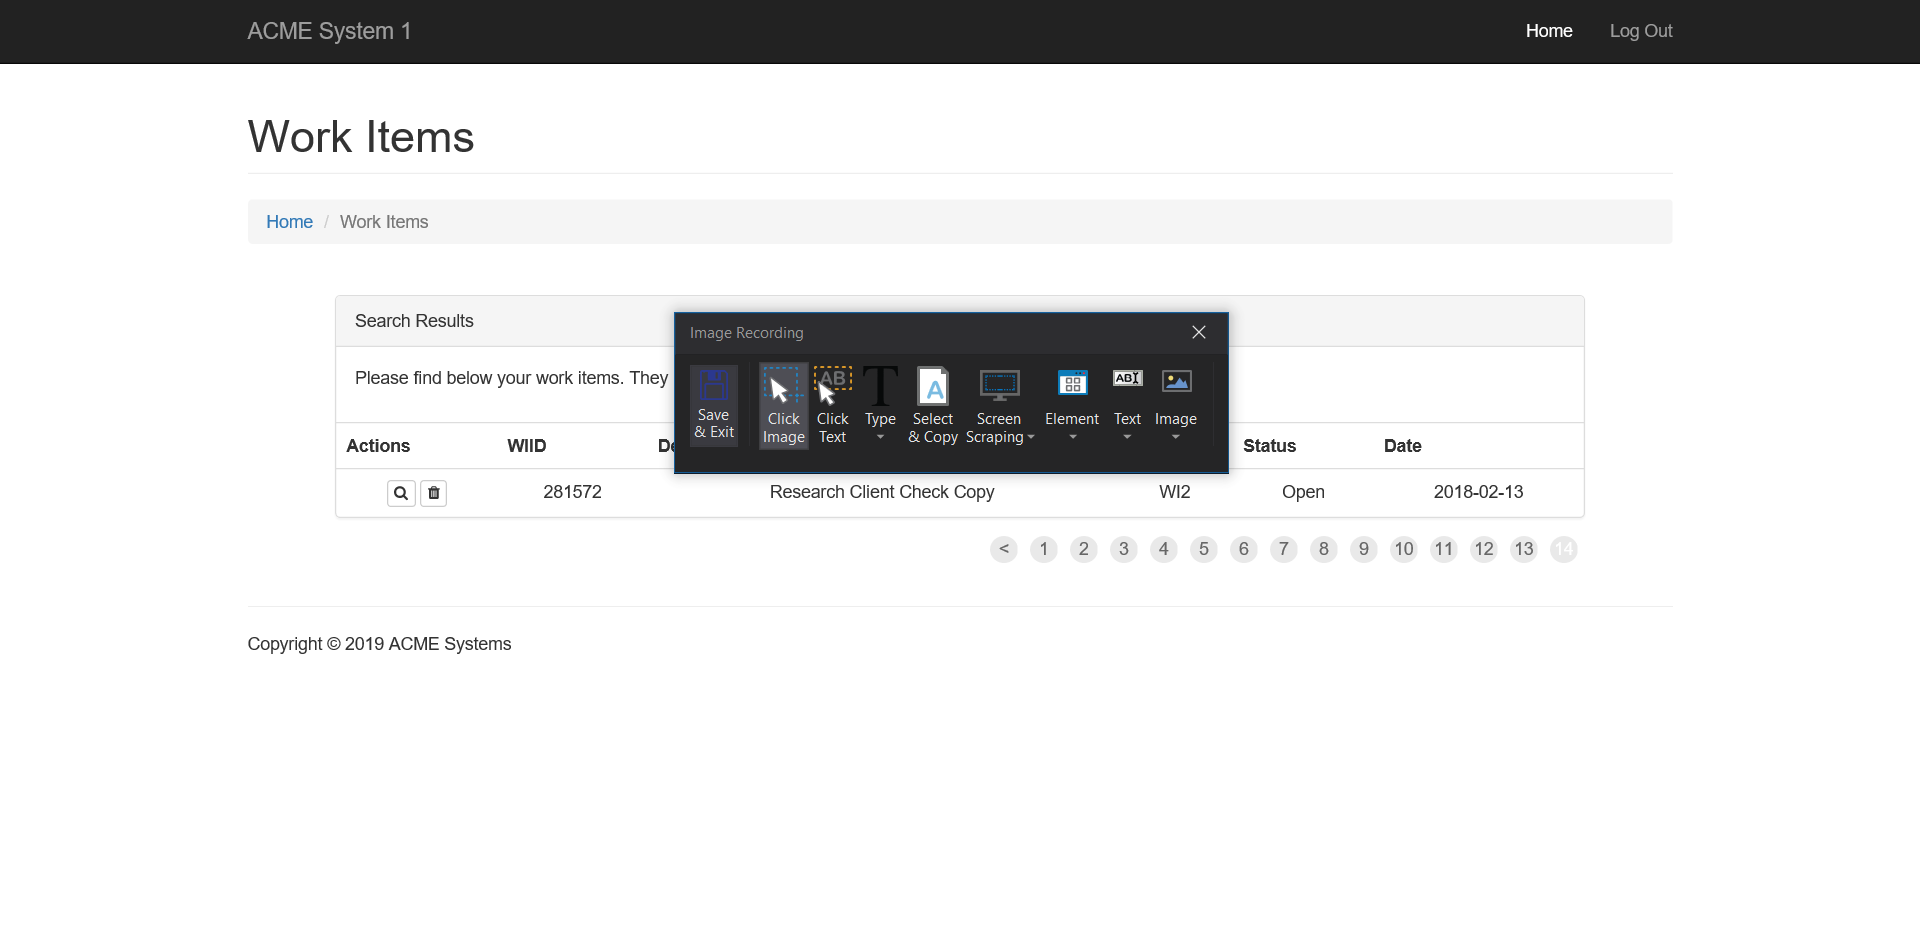 ACME System 1 Home Log Out
Work Items
Home / Work Items
Search Results
Image Recording
Please find below your work items. They
Save & Exit
Click Image
AB
Click Text
Type
A
Select & Copy
Screen Scraping
Element
ABI
Text
Image
Actions WIID Status Date
281572 Research Client Check Copy WI2 Open 2018-02-13
< 1 2 3 4 5 6 7 8 9 10 11 12 13 14
Copyright © 2019 ACME Systems